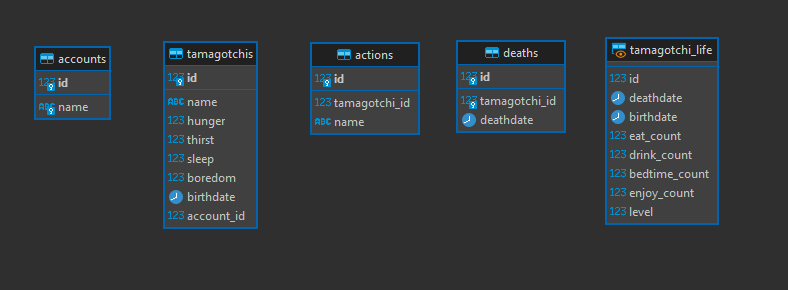 accounts
123 id
ABC name
tamagotchis
123 id
ABC name
123 hunger
123 thirst
123 sleep
123 boredom
birthdate
123 account_id
actions
123 id
123 tamagotchi_id
ABC name
deaths
123 id
123 tamagotchi_id
deathdate
tamagotchi_life
123 id
deathdate
birthdate
123 eat_count
123 drink_count
123 bedtime_count
123 enjoy_count
123 level